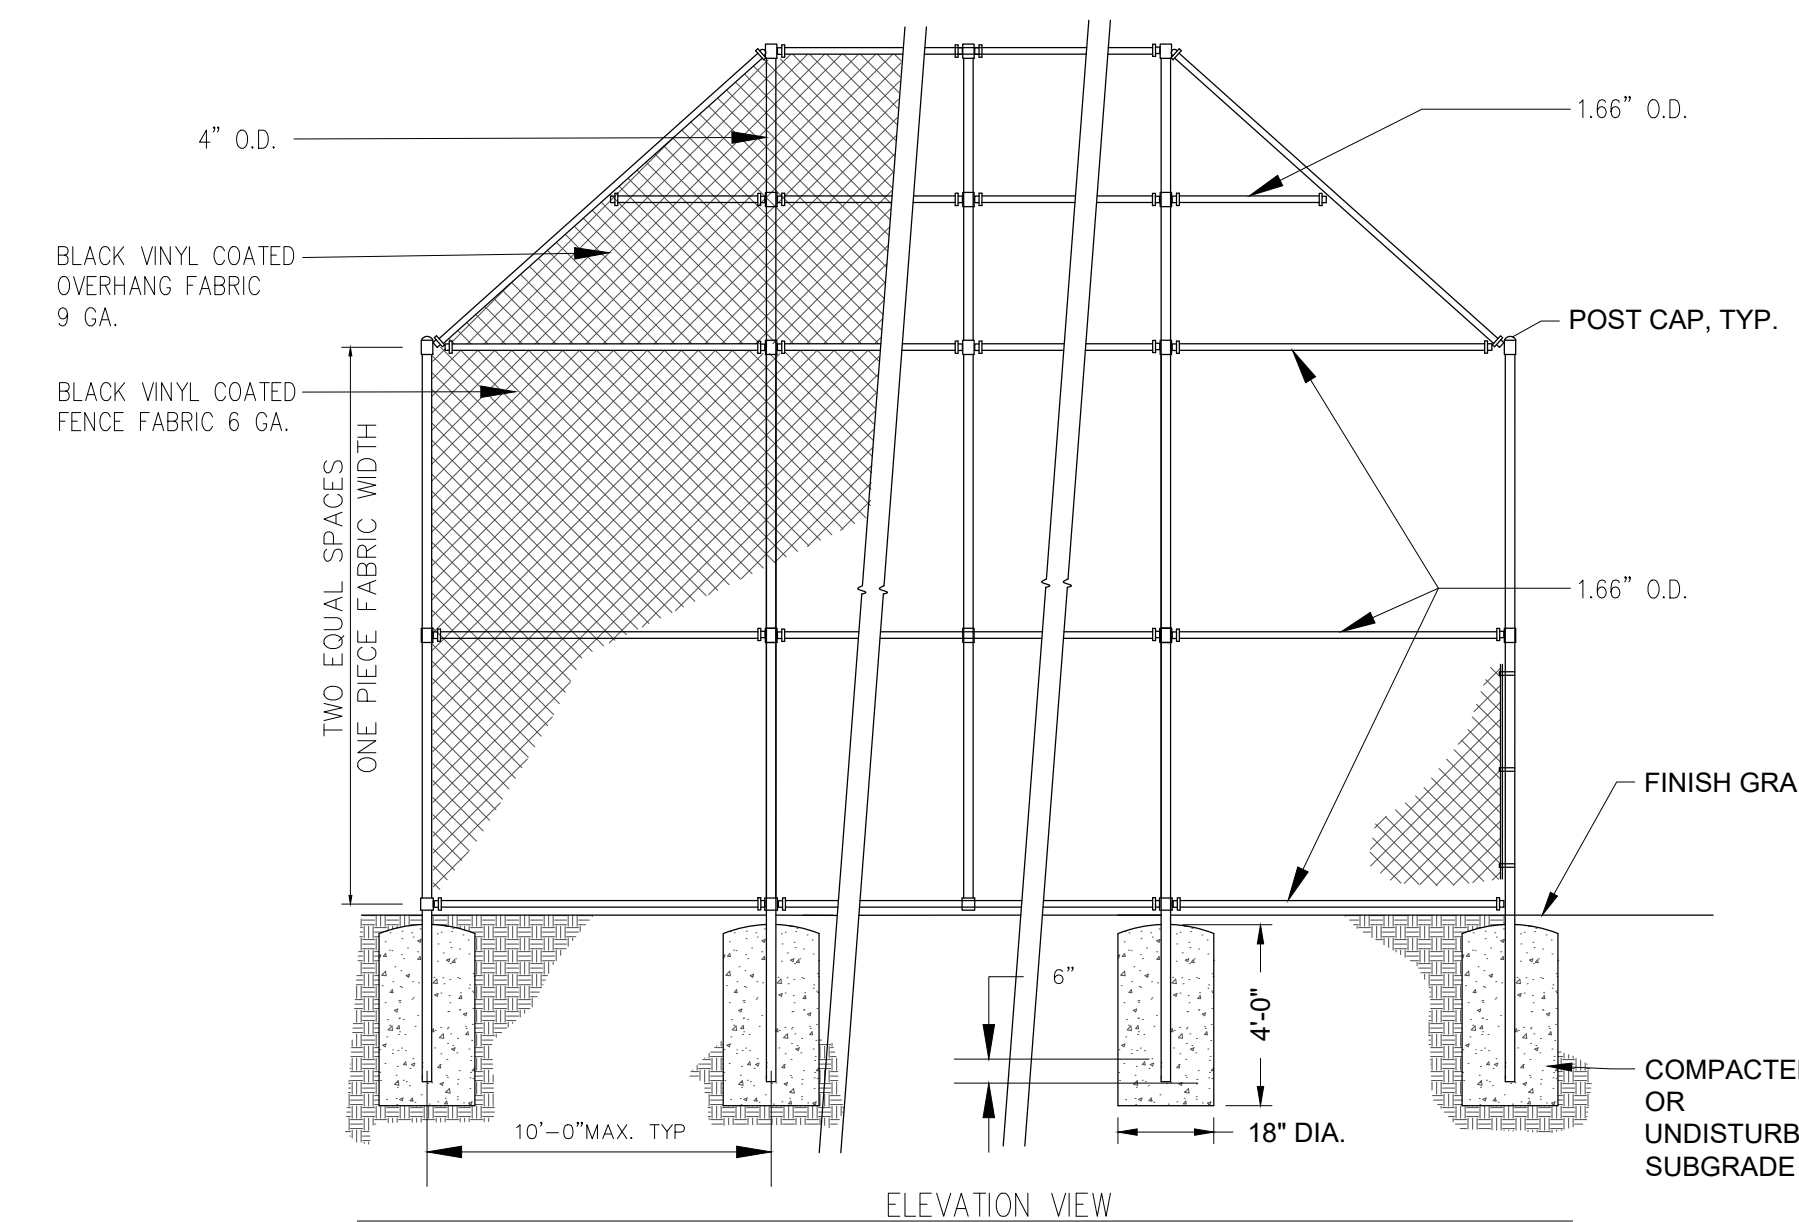 4” O.D.
1.66” O.D.
BLACK VINYL COATED
OVERHANG FABRIC
9 GA.
POST CAP, TYP.
BLACK VINYL COATED
FENCE FABRIC 6 GA.
TWO EQUAL SPACES
ONE PIECE FABRIC WIDTH
1.66” O.D.
FINISH GRA
6”
4'-0"
COMPACTE
OR
UNDISTURB
SUBGRADE
10’-0”MAX. TYP
18" DIA.
ELEVATION VIEW